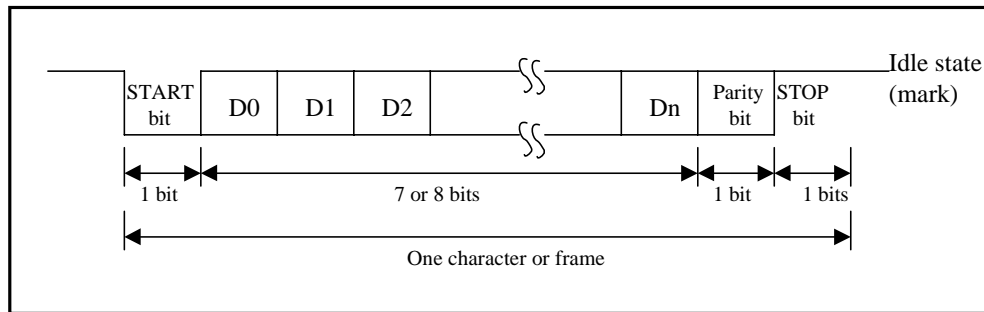 Idle state
(mark)
START
bit
D0
D1
D2
Dn
Parity
bit
STOP
bit
1 bit
7 or 8 bits
1 bit
1 bits
One character or frame